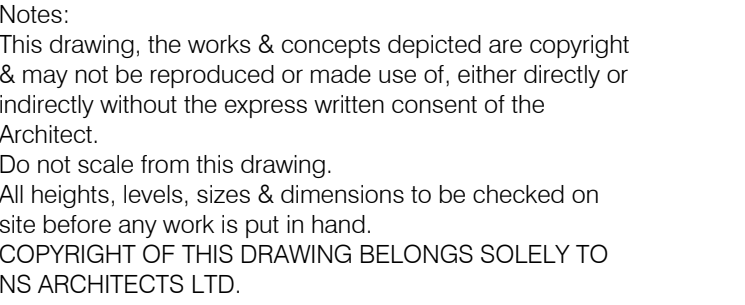 Notes:
This drawing, the works & concepts depicted are copyright
& may not be reproduced or made use of, either directly or
indirectly without the express written consent of the
Architect.
Do not scale from this drawing.
All heights, levels, sizes & dimensions to be checked on
site before any work is put in hand.
COPYRIGHT OF THIS DRAWING BELONGS SOLELY TO
NS ARCHITECTS LTD.